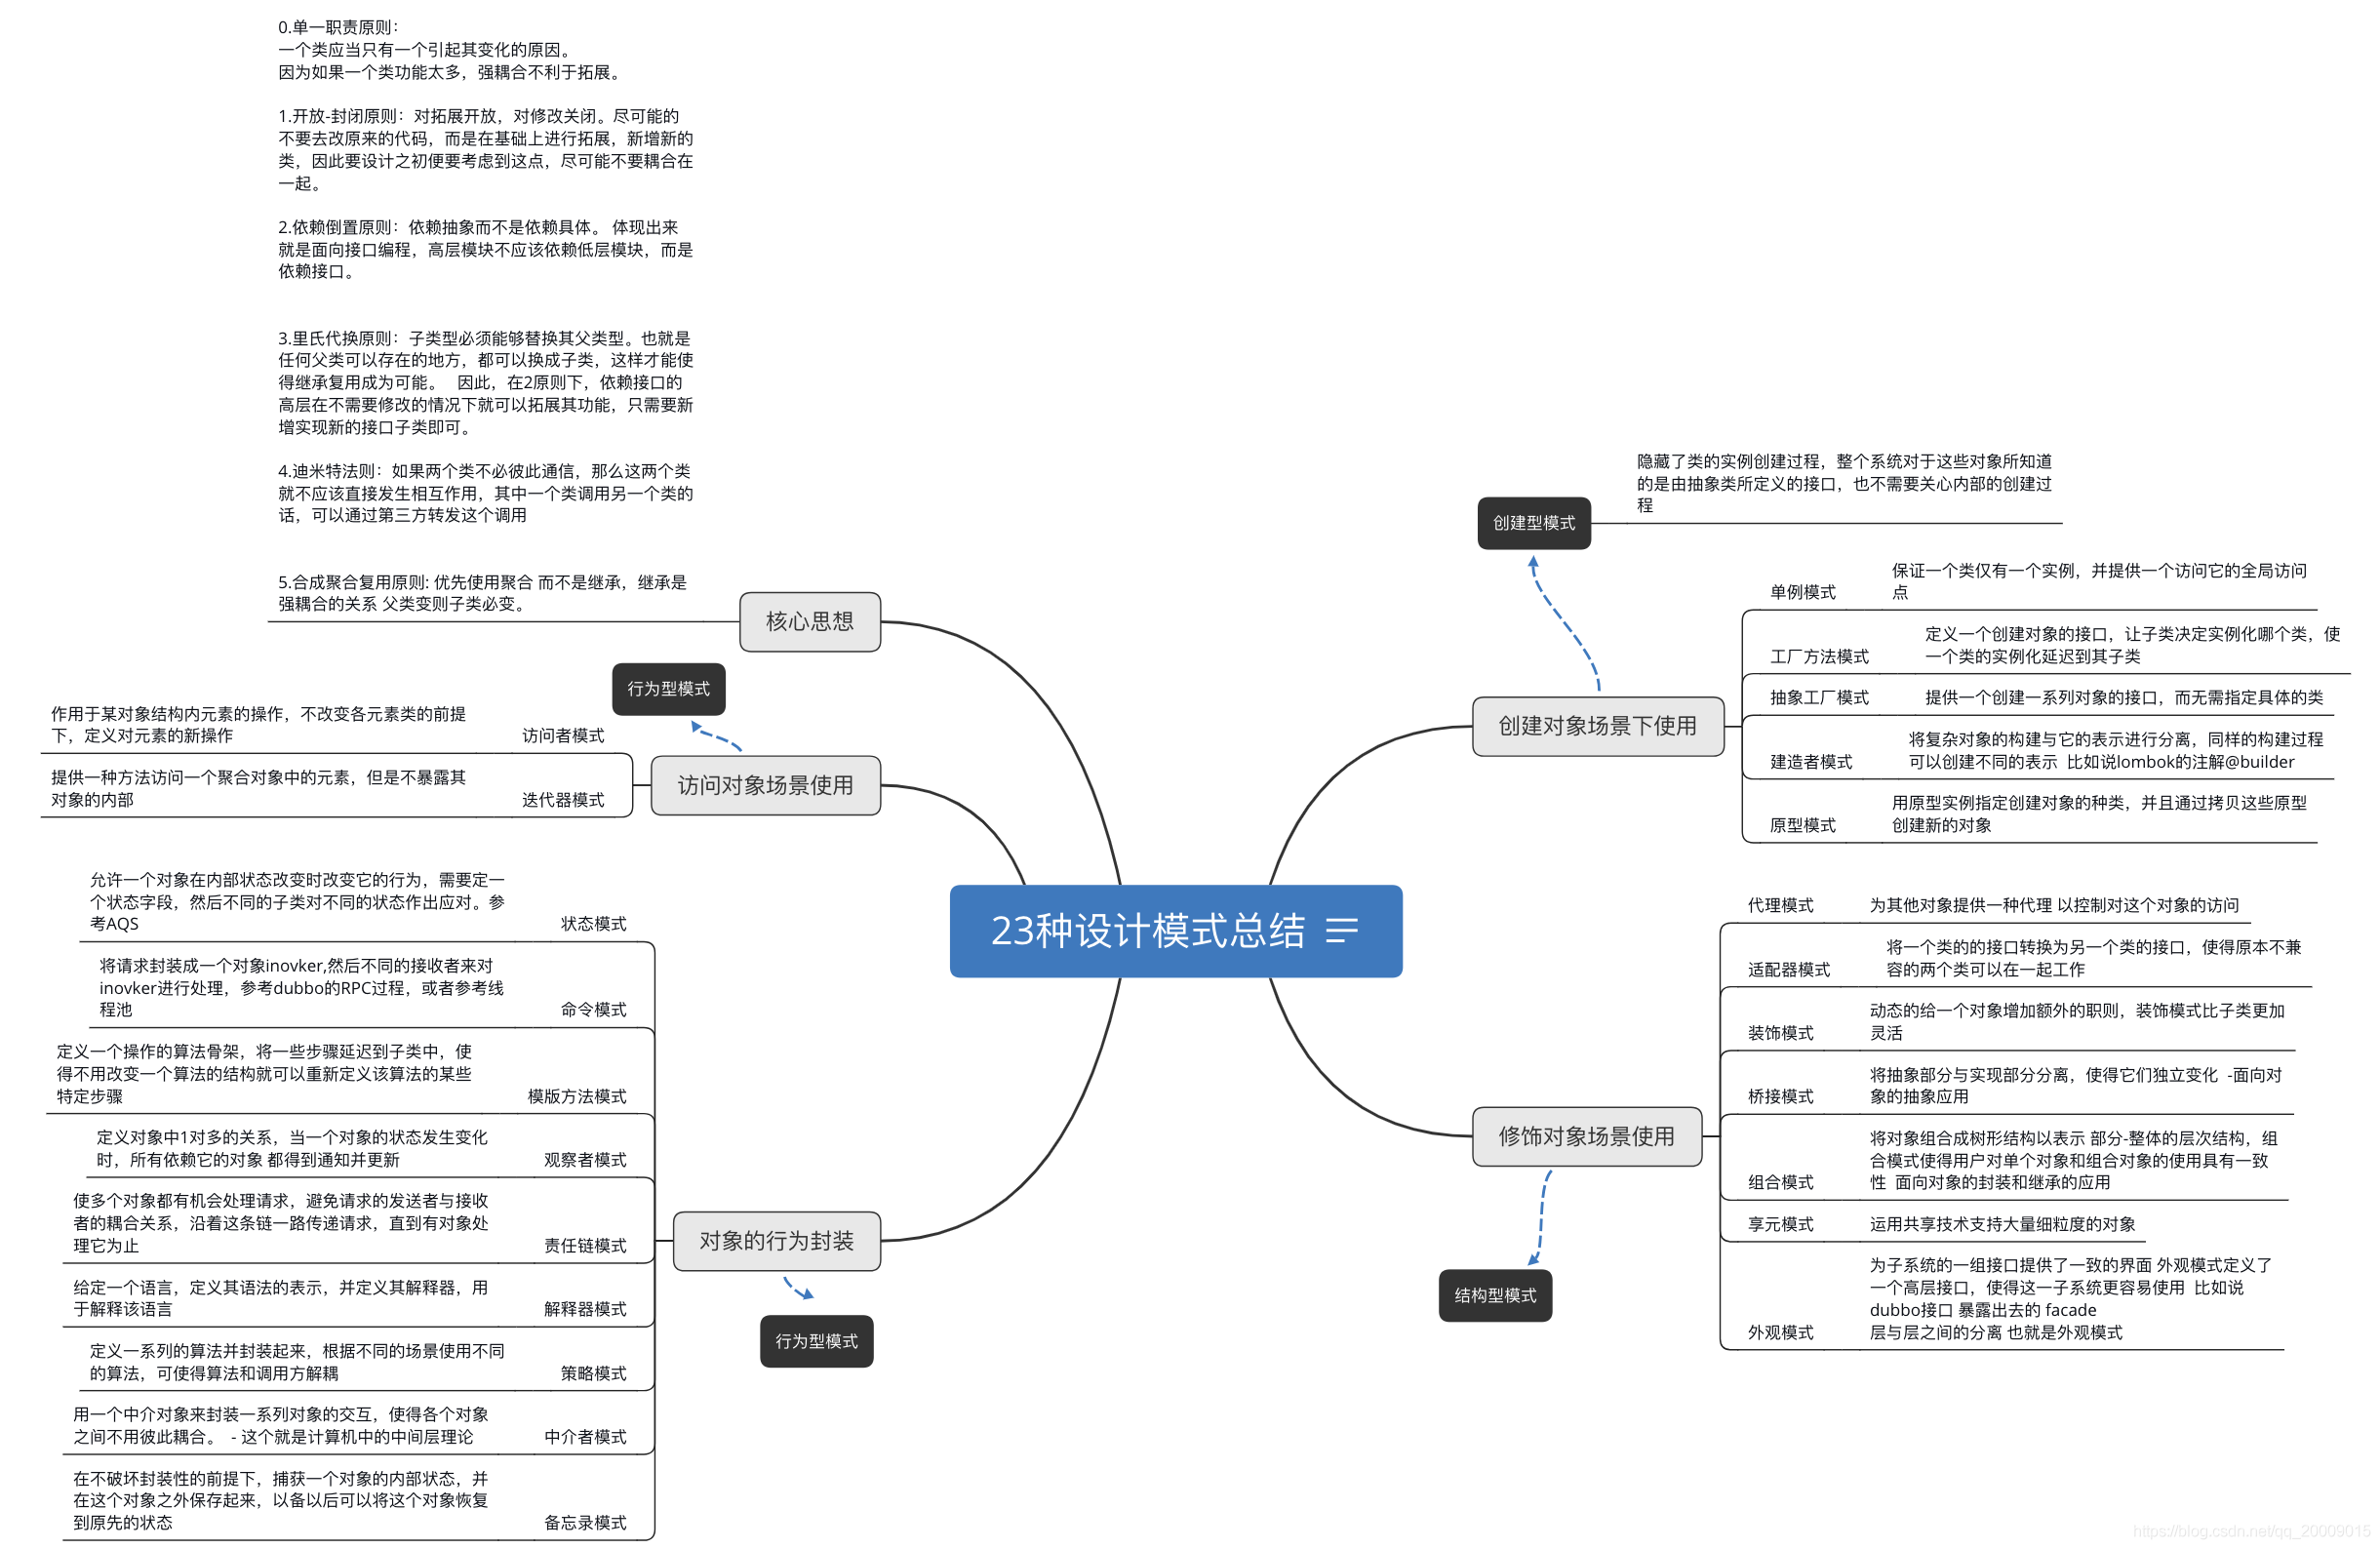 23种设计模式总结
0.单一职责原则：
一个类应当只有一个引起其变化的原因。
因为如果一个类功能太多，强耦合不利于拓展。
1.开放-封闭原则：对拓展开放，对修改关闭。尽可能的
不要去改原来的代码，而是在基础上进行拓展，新增新的
类，因此要设计之初便要考虑到这点，尽可能不要耦合在
一起。
2.依赖倒置原则：依赖抽象而不是依赖具体。 体现出来
就是面向接口编程，高层模块不应该依赖低层模块，而是
依赖接口。
3.里氏代换原则：子类型必须能够替换其父类型。也就是
任何父类可以存在的地方，都可以换成子类，这样才能使
得继承复用成为可能。  因此，在2原则下，依赖接口的
高层在不需要修改的情况下就可以拓展其功能，只需要新
增实现新的接口子类即可。
4.迪米特法则：如果两个类不必彼此通信，那么这两个类
就不应该直接发生相互作用，其中一个类调用另一个类的
话，可以通过第三方转发这个调用
5.合成聚合复用原则: 优先使用聚合 而不是继承，继承是
强耦合的关系 父类变则子类必变。
核心思想
行为型模式
访问对象场景使用
作用于某对象结构内元素的操作，不改变各元素类的前提
下，定义对元素的新操作
访问者模式
提供一种方法访问一个聚合对象中的元素，但是不暴露其
对象的内部
迭代器模式
允许一个对象在内部状态改变时改变它的行为，需要定一
个状态字段，然后不同的子类对不同的状态作出应对。参
考AQS
状态模式
将请求封装成一个对象inovker,然后不同的接收者来对
inovker进行处理，参考dubbo的RPC过程，或者参考线
程池
命令模式
定义一个操作的算法骨架，将一些步骤延迟到子类中，使
得不用改变一个算法的结构就可以重新定义该算法的某些
特定步骤
模版方法模式
定义对象中1对多的关系，当一个对象的状态发生变化
时，所有依赖它的对象 都得到通知并更新
观察者模式
使多个对象都有机会处理请求，避免请求的发送者与接收
者的耦合关系，沿着这条链一路传递请求，直到有对象处
理它为止
责任链模式
给定一个语言，定义其语法的表示，并定义其解释器，用
于解释该语言
解释器模式
定义一系列的算法并封装起来，根据不同的场景使用不同
的算法，可使得算法和调用方解耦
策略模式
用一个中介对象来封装一系列对象的交互，使得各个对象
之间不用彼此耦合。 - 这个就是计算机中的中间层理论
中介者模式
在不破坏封装性的前提下，捕获一个对象的内部状态，并
在这个对象之外保存起来，以备以后可以将这个对象恢复
到原先的状态
备忘录模式
对象的行为封装
行为型模式
创建型模式
隐藏了类的实例创建过程，整个系统对于这些对象所知道
的是由抽象类所定义的接口，也不需要关心内部的创建过
程
创建对象场景下使用
单例模式
保证一个类仅有一个实例，并提供一个访问它的全局访问
点
工厂方法模式
定义一个创建对象的接口，让子类决定实例化哪个类，使
一个类的实例化延迟到其子类
抽象工厂模式
提供一个创建一系列对象的接口，而无需指定具体的类
建造者模式
将复杂对象的构建与它的表示进行分离，同样的构建过程
可以创建不同的表示  比如说lombok的注解@builder
原型模式
用原型实例指定创建对象的种类，并且通过拷贝这些原型
创建新的对象
修饰对象场景使用
结构型模式
代理模式
为其他对象提供一种代理 以控制对这个对象的访问
适配器模式
将一个类的的接口转换为另一个类的接口，使得原本不兼
容的两个类可以在一起工作
装饰模式
动态的给一个对象增加额外的职则，装饰模式比子类更加
灵活
桥接模式
将抽象部分与实现部分分离，使得它们独立变化  -面向对
象的抽象应用
组合模式
将对象组合成树形结构以表示 部分-整体的层次结构，组
合模式使得用户对单个对象和组合对象的使用具有一致
性  面向对象的封装和继承的应用
享元模式
运用共享技术支持大量细粒度的对象
外观模式
为子系统的一组接口提供了一致的界面 外观模式定义了
一个高层接口，使得这一子系统更容易使用  比如说
dubbo接口 暴露出去的 facade
层与层之间的分离 也就是外观模式
https://blog.csdn.net/qq_20009015